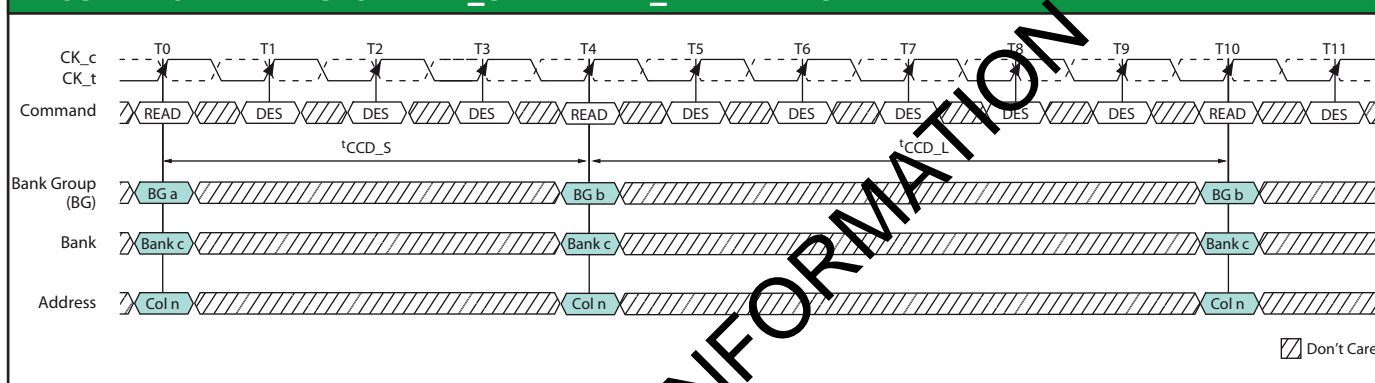 T0 T1 T2 T3 T4 T5 T6 T7 T8 T9 T10 T11
CK_c
CK_t
Command READ DES DES DES READ DES DES DES DES DES READ DES
tCCD_S tCCD_L
Bank Group
(BG)
BG a BG b BG b
Bank Bank c Bank c Bank c
Address Col n Col n Col n
Don't Care
INFORMATION